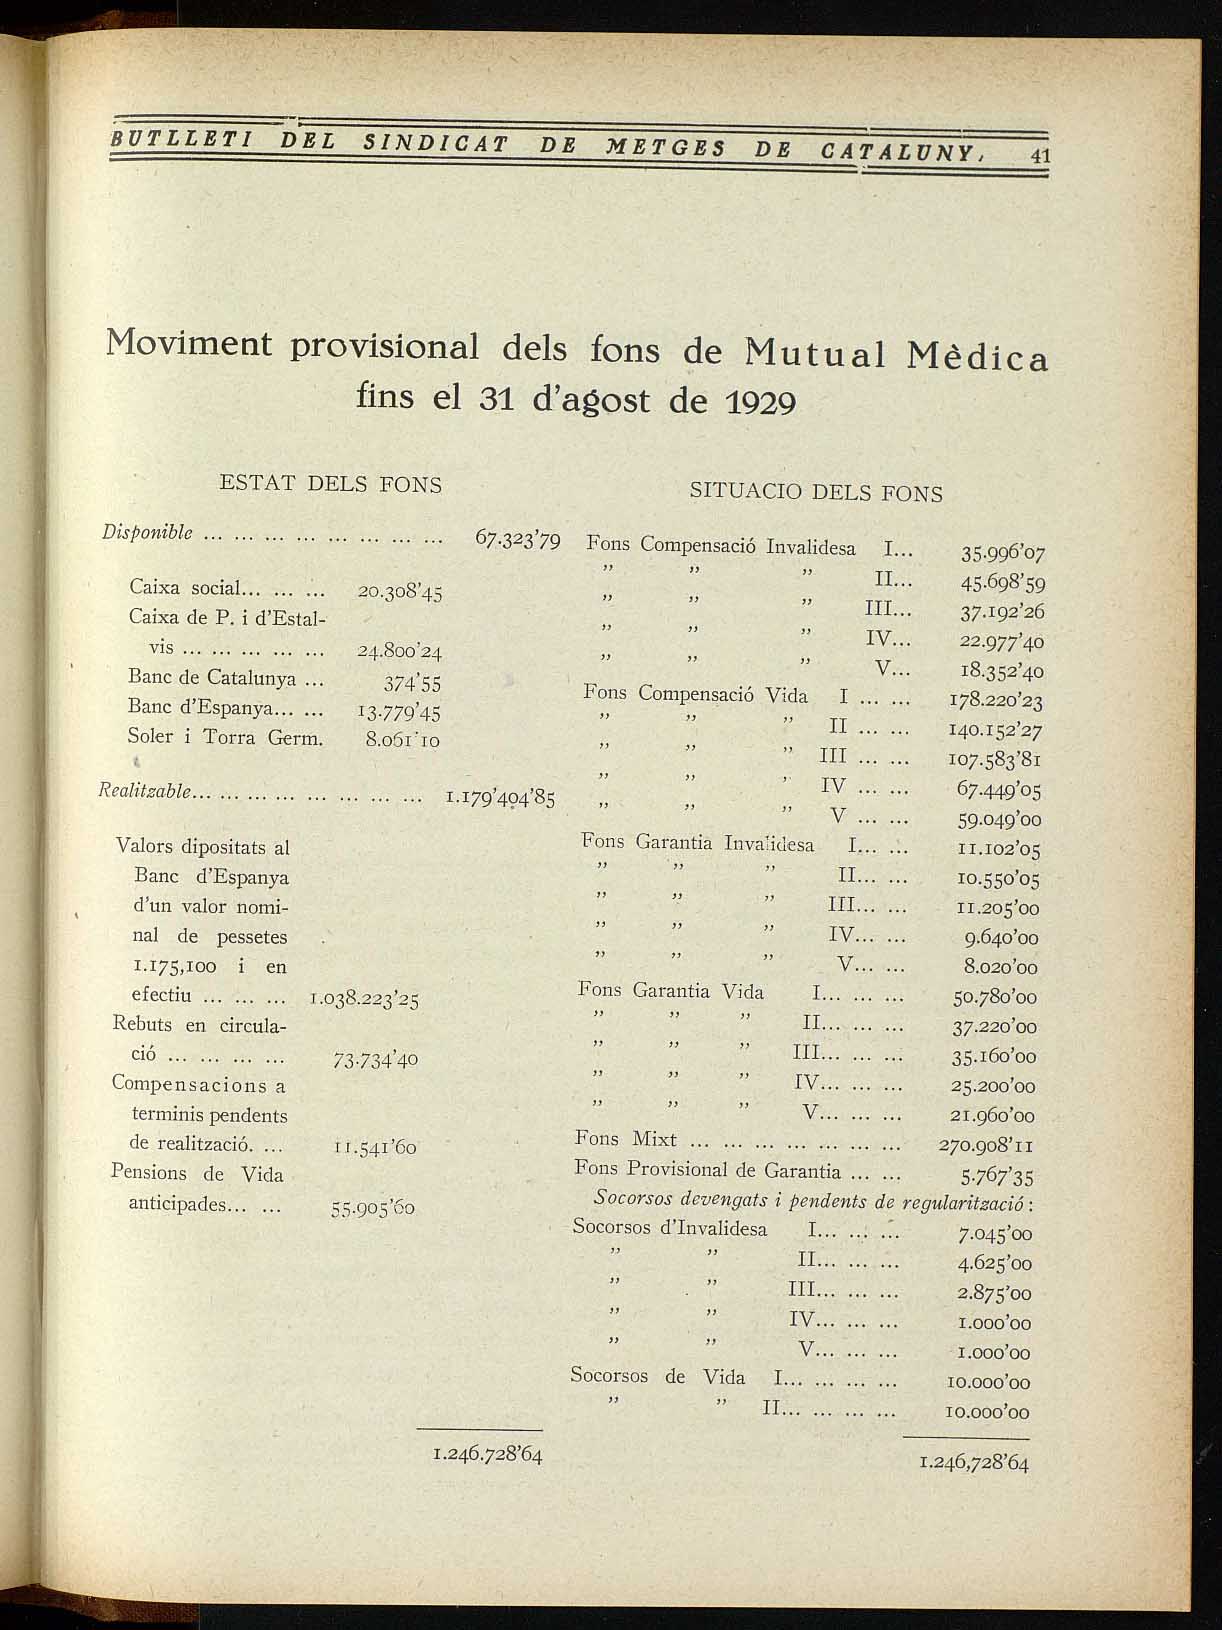 BUTLLETI DEL SINDICAT DE METGES DE CATALUNY, 41
Moviment provisional dels fons de Mutual Mèdica
fins el 31 d'agost de 1929
ESTAT DELS FONS
Disponible ... ... ... ... ... ... ... ... 67.323'79
Caixa social... ... ... 20.308'45
Caixa de P. i d'Estal-
vis ... ... ... ... ... 24.800'24
Banc de Catalunya ... 374'55
Banc d'Espanya... ... 13.779'45
Soler i Torra Germ. 8.061'10
Realitzable... ... ... ... ... ... ... ... 1.179'404'85
Valors dipositats al
Banc d'Espanya
d'un valor nomi-
nal de pessetes
1.175,100 i en
efectiu ... ... ... 1.038.223'25
Rebuts en circula-
ció ... ... ... ... 73.734'40
Compensacions a
terminis pendents
de realització. ... 11.541'60
Pensions de Vida
anticipades... ... 55.905'60
1.246.728'64
SITUACIO DELS FONS
Fons Compensació Invalidesa I... 35.996'07
" " " II... 45.698'59
" " " III... 37.192'26
" " " IV... 22.977'40
" " " V... 18.352'40
Fons Compensació Vida I ... ... 178.220'23
" " " II ... ... 140.152'27
" " " III ... ... 107.583'81
" " ' IV ... ... 67.449'05
" " " V ... ... 59.049'00
Fons Garantia Invalidesa I... ... 11.102'05
" " " II... ... 10.550'05
" " " III... ... 11.205'00
" " " IV... ... 9.640'00
" " " V... ... 8.020'00
Fons Garantia Vida I... ... ... 50.780'00
" " " II... ... ... 37.220'00
" " " III... ... ... 35.160'00
" " " IV... ... ... 25.200'00
" " " V... ... ... 21.960'00
Fons Mixt ... ... ... ... ... ... ... 270.908'11
Fons Provisional de Garantia ... ... 5.767'35
Socorsos devengats i pendents de regularització:
Socorsos d'Invalidesa I... ... ... 7.045'00
" " II... ... ... 4.625'00
" " III... ... ... 2.875'00
" " IV... ... ... 1.000'00
" " V... ... ... 1.000'00
Socorsos de Vida I... ... ... ... 10.000'00
" " II... ... ... ... 10.000'00
1.246,728'64